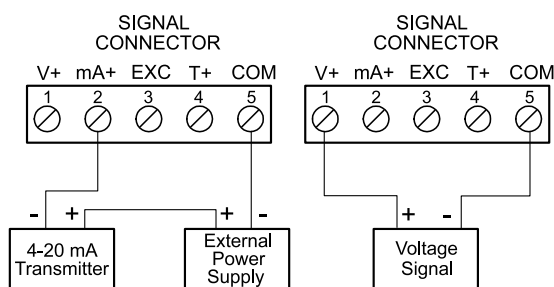 SIGNAL
CONNECTOR
V+ mA+ EXC T+ COM
1 2 3 4 5
- + + -
4-20 mA
Transmitter
External
Power
Supply
SIGNAL
CONNECTOR
V+ mA+ EXC T+ COM
1 2 3 4 5
+ -
Voltage
Signal